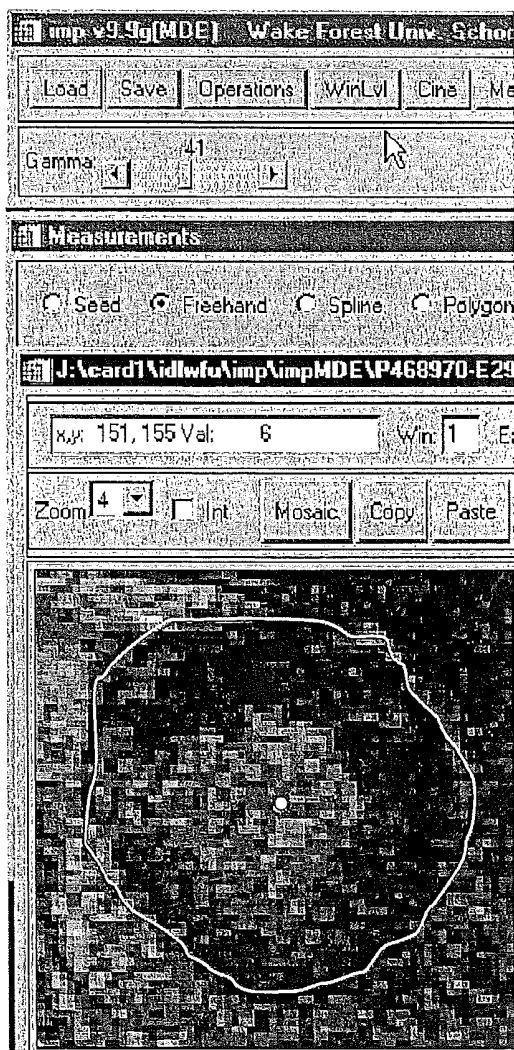 imp v9.9g[MDE] Wake Forest Univ. Schoo
Load Save Operations WinLvl Cine Me
41
Gamma
Measurements
Seed Freehand Spline Polygon
J:\card1\idlwfu\imp\impMDE\P468970-E29
x,y: 151, 155 Val: 6 Win: 1 Ea
Zoom 4 Int Mosaic Copy Paste